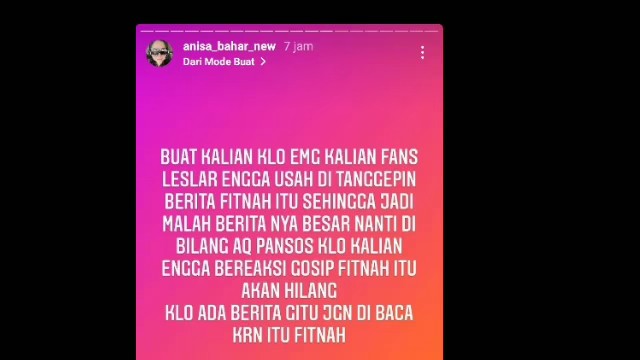 anisa_bahar_new 7 jam
Dari Mode Buat >
BUAT KALIAN KLO EMG KALIAN FANS
LESLAR ENGGA USAH DI TANGGEPIN
BERITA FITNAH ITU SEHINGGA JADI
MALAH BERITA NYA BESAR NANTI DI
BILANG AQ PANSOS KLO KALIAN
ENGGA BEREAKSI GOSIP FITNAH ITU
AKAN HILANG
KLO ADA BERITA GITU JGN DI BACA
KRN ITU FITNAH